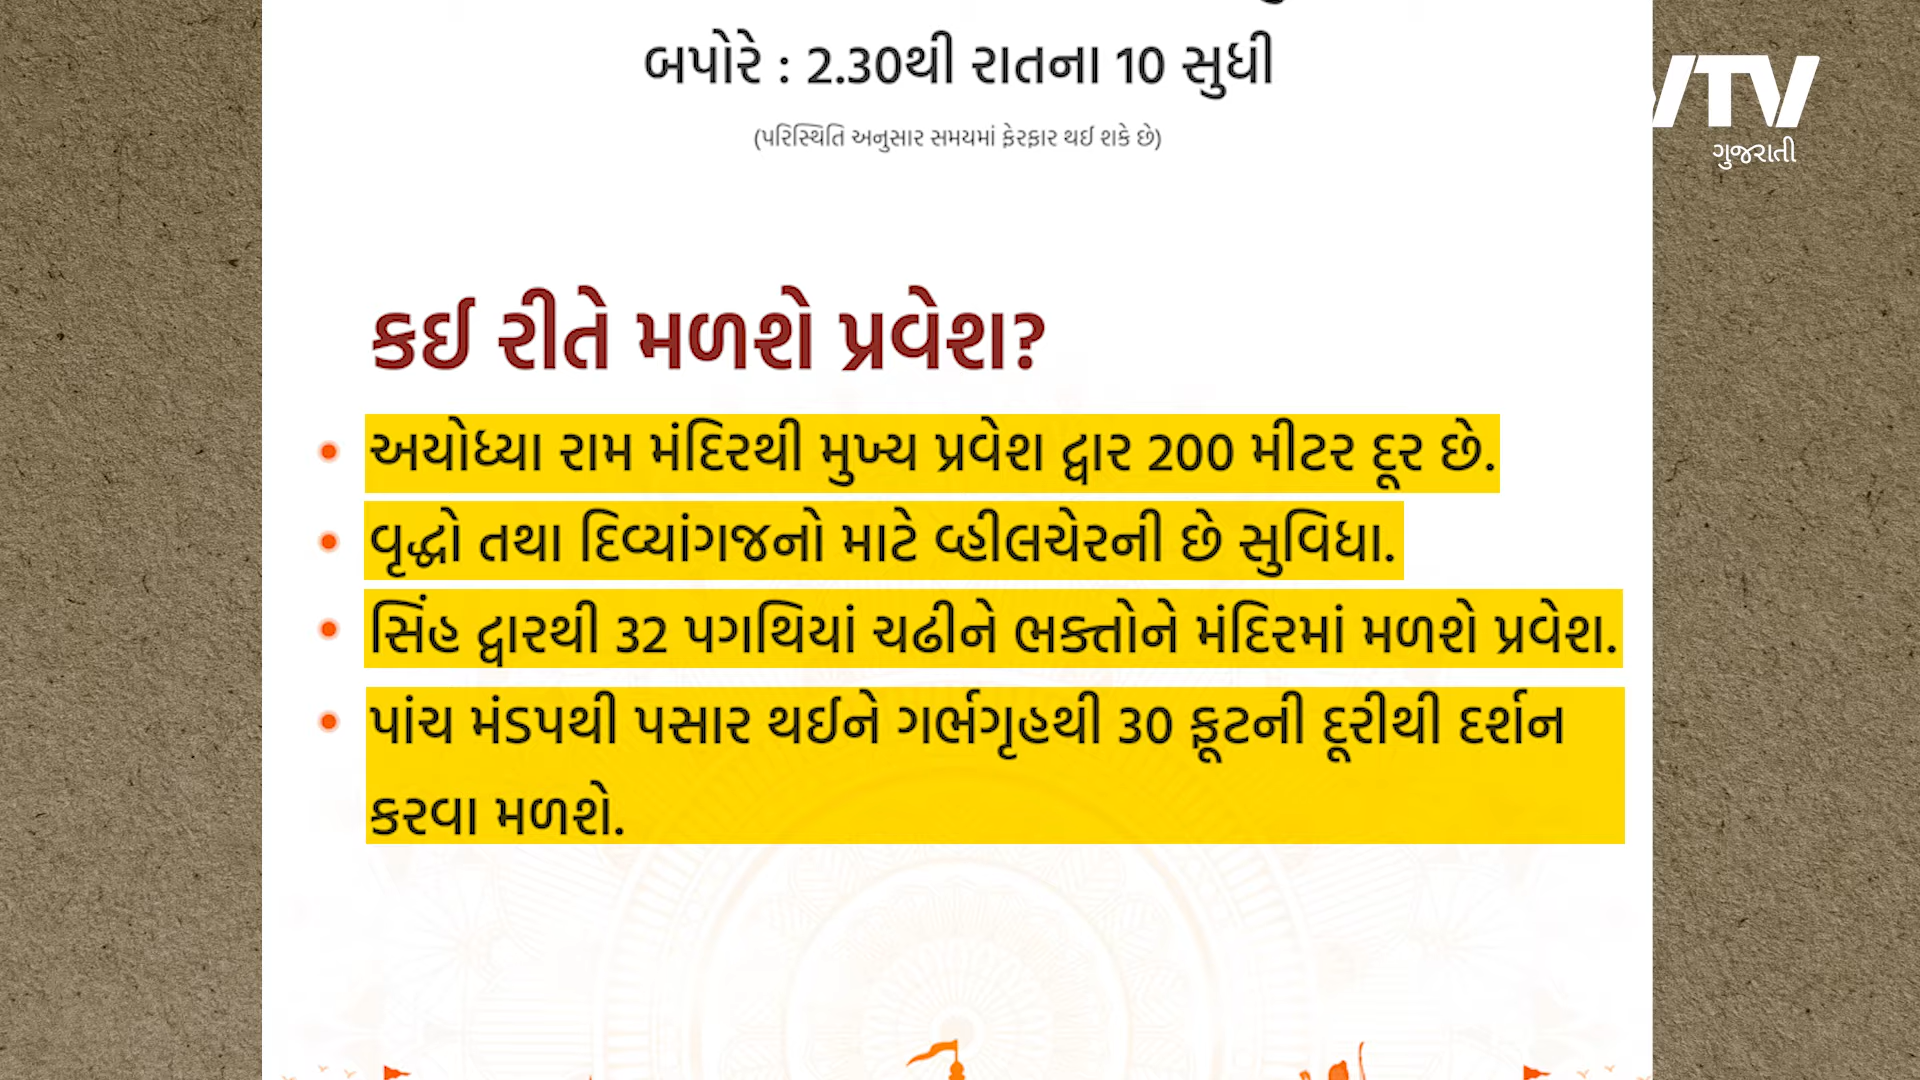 બપોરે : 2.30થી રાતના 10 સુધી
(પરિસ્થિતિ અનુસાર સમયમાં ફેરફાર થઈ શકે છે)
VTV
ગુજરાતી
કઈ રીતે મળશે પ્રવેશ?
• અયોધ્યા રામ મંદિરથી મુખ્ય પ્રવેશ દ્વાર 200 મીટર દૂર છે.
• વૃદ્ધો તથા દિવ્યાંગજનો માટે વ્હીલચેરની છે સુવિધા.
• સિંહ દ્વારથી 32 પગથિયાં ચઢીને ભક્તોને મંદિરમાં મળશે પ્રવેશ.
• પાંચ મંડપથી પસાર થઈને ગર્ભગૃહથી 30 ફૂટની દૂરીથી દર્શન
કરવા મળશે.